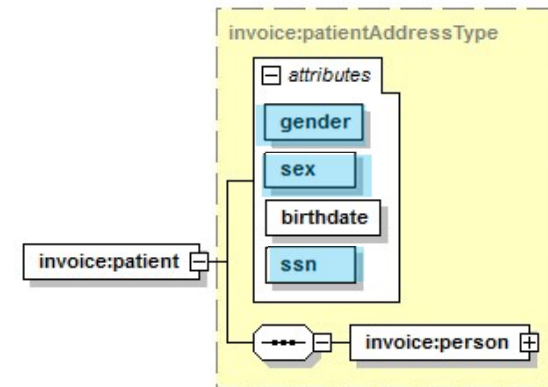 invoice:patientAddressType
attributes
gender
sex
birthdate
ssn
invoice:patient
invoice:person